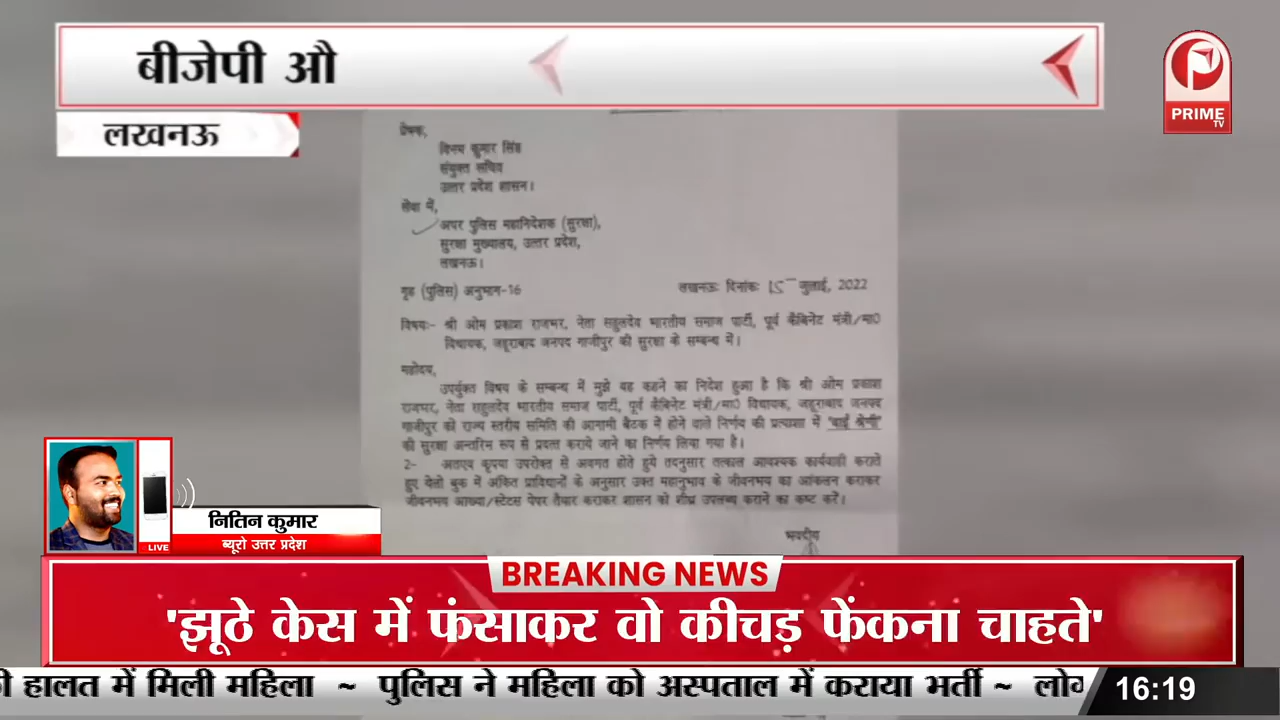 बीजेपी औ
लखनऊ
PRIME
TV
प्रेषक,
विनय कुमार सिंह
संयुक्त सचिव
उत्तर प्रदेश शासन।
सेवा में,
अपर पुलिस महानिदेशक (सुरक्षा),
सुरक्षा मुख्यालय, उत्तर प्रदेश,
लखनऊ।
गृह (पुलिस) अनुभाग-16 लखनऊः दिनांकः 15 जुलाई, 2022
विषयः- श्री ओम प्रकाश राजभर, नेता सहुलदेव भारतीय समाज पार्टी, पूर्व कैबिनेट मंत्री/मा0
विधायक, जहूराबाद जनपद गाजीपुर की सुरक्षा के सम्बन्ध में।
महोदय,
उपर्युक्त विषय के सम्बन्ध में मुझे यह कहने का निदेश हुआ है कि श्री ओम प्रकाश
राजभर, नेता सहुलदेव भारतीय समाज पार्टी, पूर्व कैबिनेट मंत्री/मा0 विधायक, जहूराबाद जनपद
गाजीपुर को राज्य स्तरीय समिति की आगामी बैठक में होने वाले निर्णय की प्रत्याशा में "वाई श्रेणी"
की सुरक्षा अन्तरिम रूप से प्रदत्त कराये जाने का निर्णय लिया गया है।
2- अतएव कृपया उपरोक्त से अवगत होते हुये तदनुसार तत्काल आवश्यक कार्यवाही कराते
हुए येलो बुक में अंकित प्राविधानों के अनुसार उक्त महानुभाव के जीवनभय का आंकलन कराकर
जीवनभय आख्या/स्टेटस पेपर तैयार कराकर शासन को शीघ्र उपलब्ध कराने का कष्ट करें।
भवदीय
LIVE
नितिन कुमार
ब्यूरो उत्तर प्रदेश
BREAKING NEWS
'झूठे केस में फंसाकर वो कीचड़ फेंकना चाहते'
हालत में मिली महिला ~ पुलिस ने महिला को अस्पताल में कराया भर्ती ~
16:19